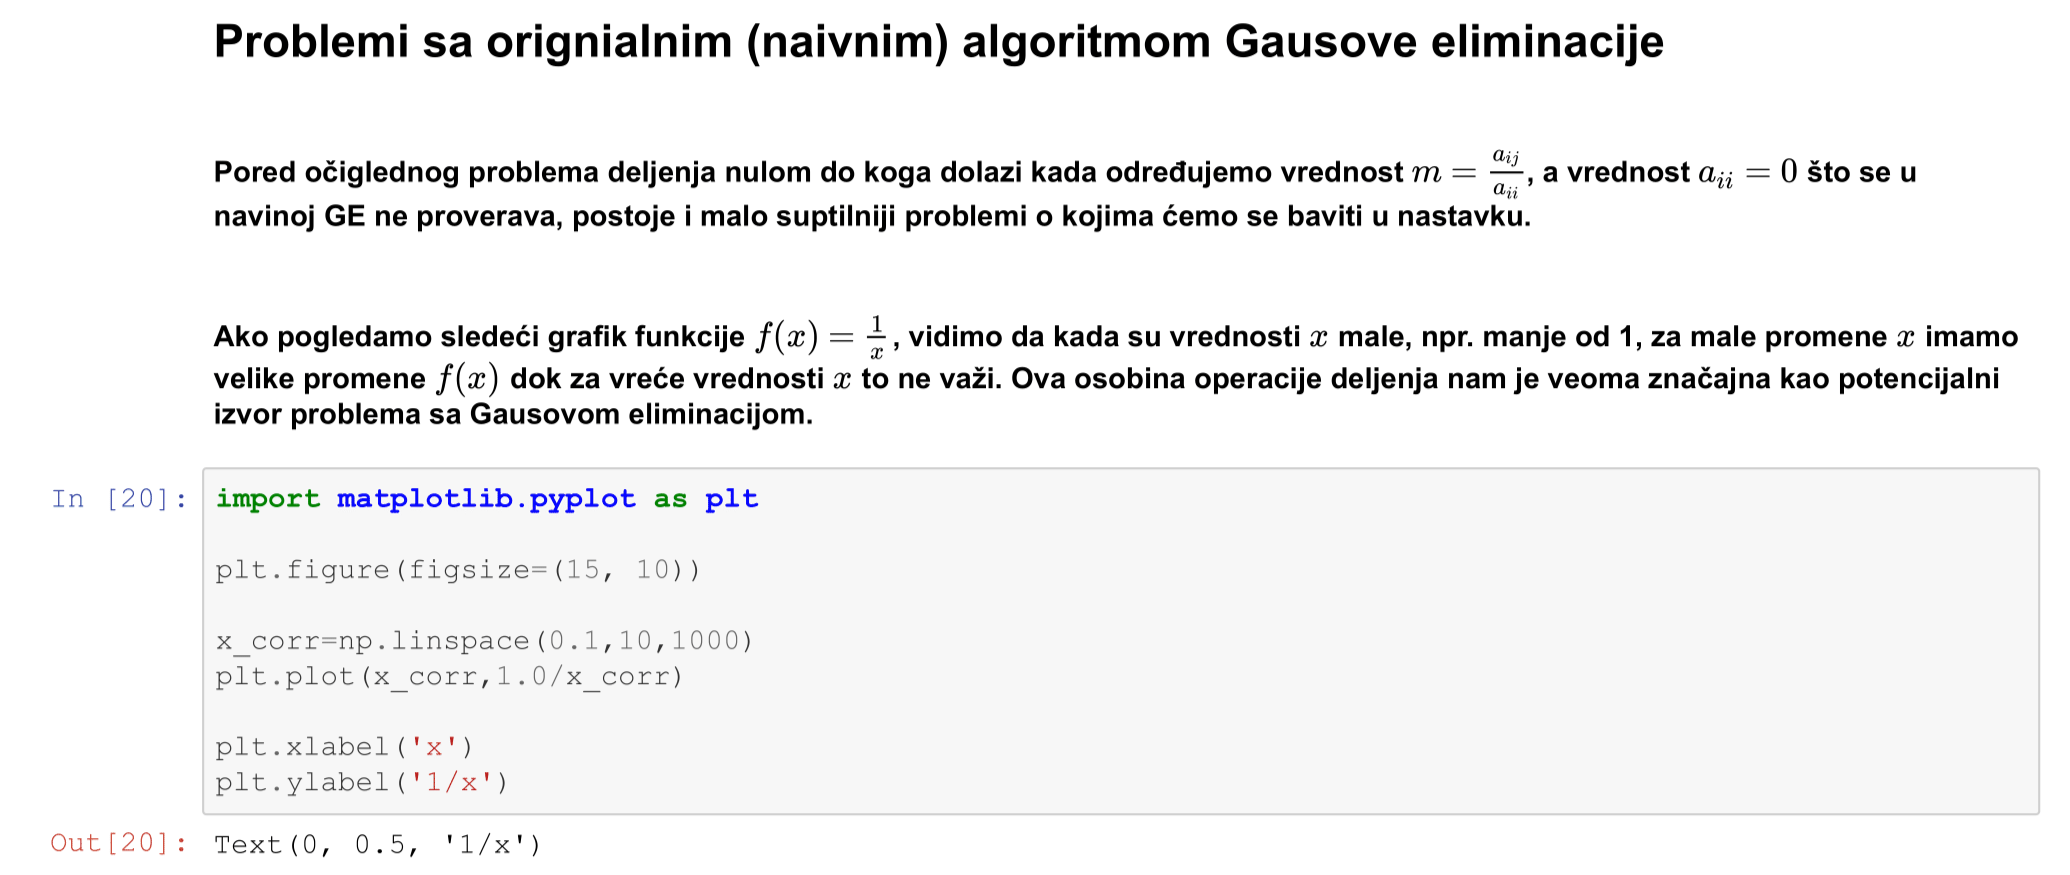 Problemi sa orignialnim (naivnim) algoritmom Gausove eliminacije
Pored očiglednog problema deljenja nulom do koga dolazi kada određujemo vrednost m = a_{ij}/a_{ii}, a vrednost a_{ii} = 0 što se u
navinoj GE ne proverava, postoje i malo suptilniji problemi o kojima ćemo se baviti u nastavku.
Ako pogledamo sledeći grafik funkcije f(x) = 1/x, vidimo da kada su vrednosti x male, npr. manje od 1, za male promene x imamo
velike promene f(x) dok za vreće vrednosti x to ne važi. Ova osobina operacije deljenja nam je veoma značajna kao potencijalni
izvor problema sa Gausovom eliminacijom.
In [20]: import matplotlib.pyplot as plt
plt.figure(figsize=(15, 10))
x_corr=np.linspace(0.1,10,1000)
plt.plot(x_corr,1.0/x_corr)
plt.xlabel('x')
plt.ylabel('1/x')
Out[20]: Text(0, 0.5, '1/x')